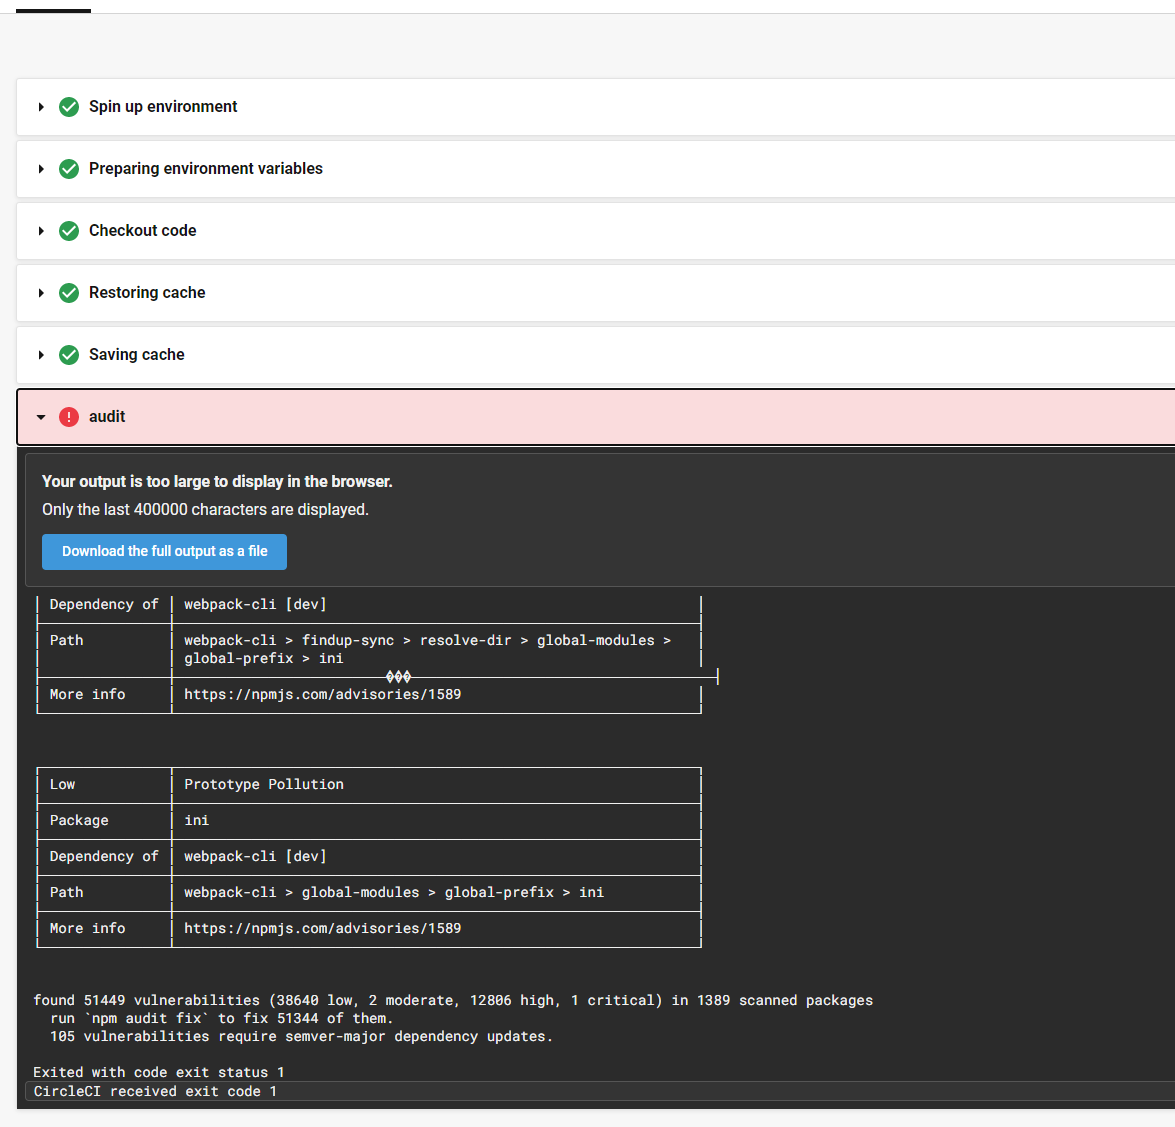 Spin up environment
Preparing environment variables
Checkout code
Restoring cache
Saving cache
audit
Your output is too large to display in the browser.
Only the last 400000 characters are displayed.
Download the full output as a file
Dependency of │ webpack-cli [dev]
Path │ webpack-cli > findup-sync > resolve-dir > global-modules >
global-prefix > ini
���
More info │ https://npmjs.com/advisories/1589
Low │ Prototype Pollution
Package │ ini
Dependency of │ webpack-cli [dev]
Path │ webpack-cli > global-modules > global-prefix > ini
More info │ https://npmjs.com/advisories/1589
found 51449 vulnerabilities (38640 low, 2 moderate, 12806 high, 1 critical) in 1389 scanned packages
run `npm audit fix` to fix 51344 of them.
105 vulnerabilities require semver-major dependency updates.
Exited with code exit status 1
CircleCI received exit code 1